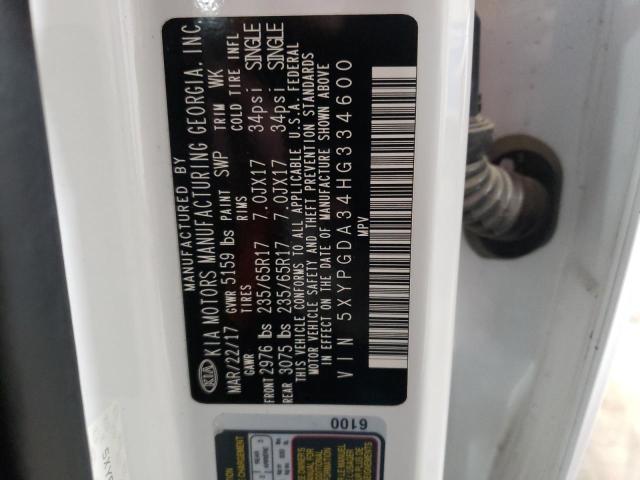 MANUFACTURED BY
KIA KIA MOTORS MANUFACTURING GEORGIA, INC.
MAR/22/17 GVWR 5159 lbs PAINT SWP TRIM WK
GAWR TIRES RIMS COLD TIRE INFL
FRONT 2976 lbs 235/65R17 7.0JX17 34psi SINGLE
REAR 3075 lbs 235/65R17 7.0JX17 34psi SINGLE
THIS VEHICLE CONFORMS TO ALL APPLICABLE U.S.A. FEDERAL
MOTOR VEHICLE SAFETY AND THEFT PREVENTION STANDARDS
IN EFFECT ON THE DATE OF MANUFACTURE SHOWN ABOVE
VIN 5XYPGDA34HG334600
MPV
6100